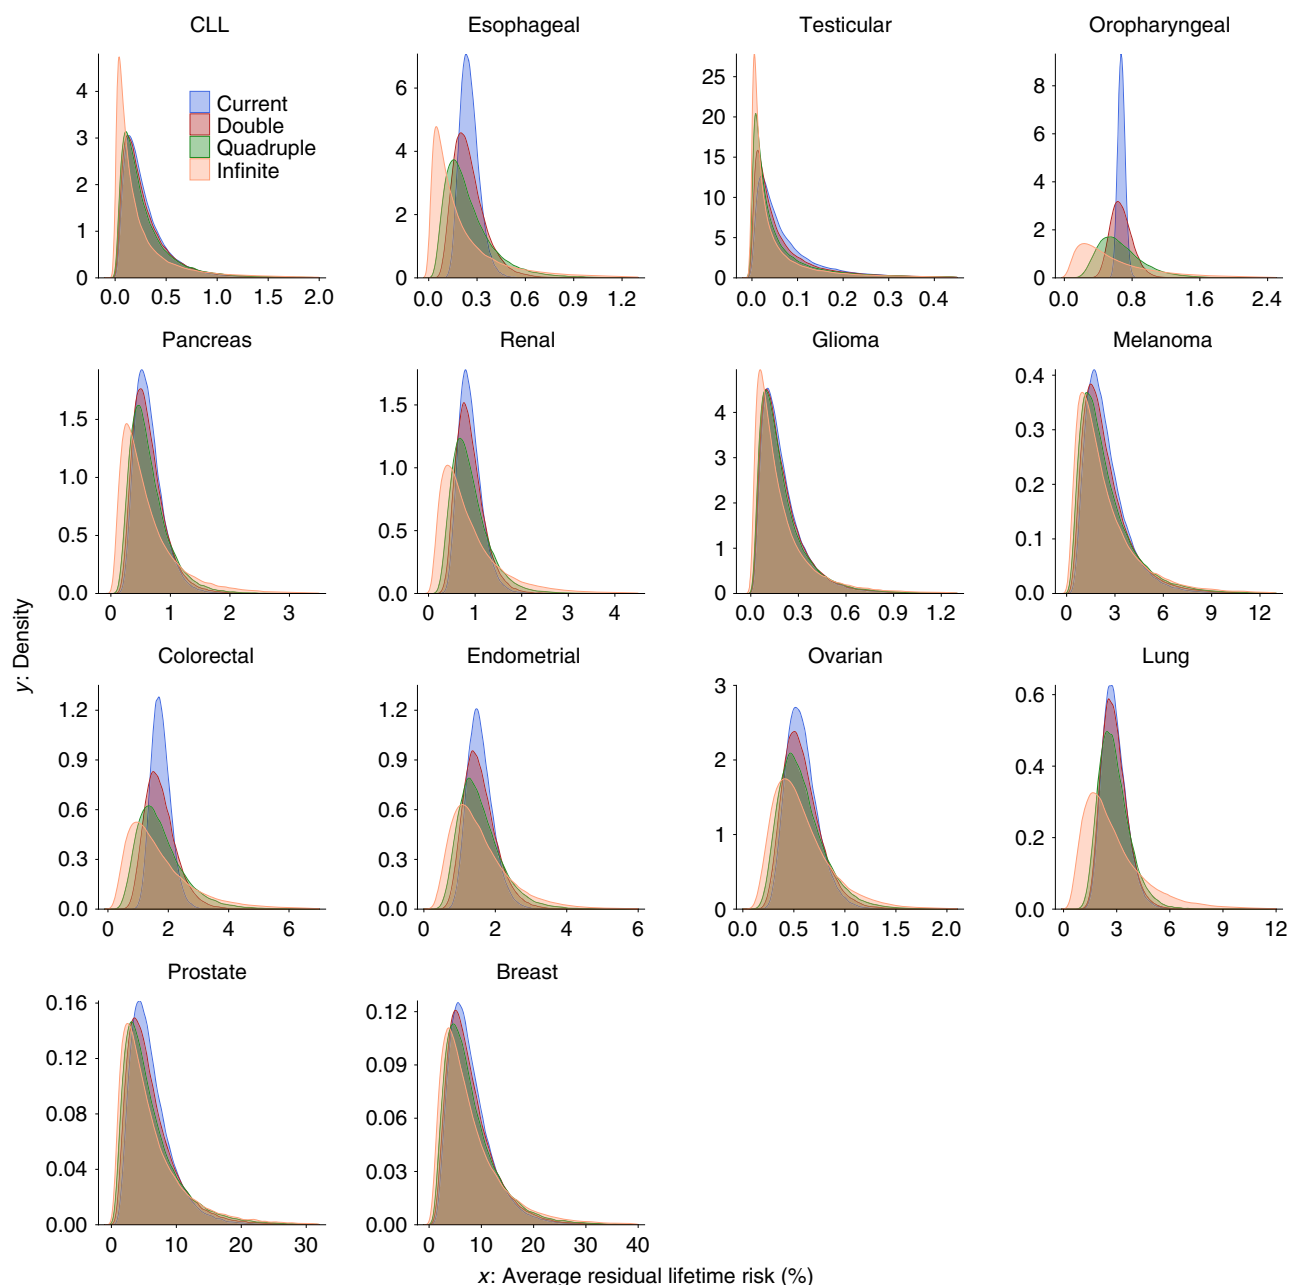 CLL
Esophageal
Testicular
Oropharyngeal
4
3
2
1
0
0.0 0.5 1.0 1.5 2.0
Current
Double
Quadruple
Infinite
6
4
2
0
0.0 0.3 0.6 0.9 1.2
25
20
15
10
5
0
0.0 0.1 0.2 0.3 0.4
8
6
4
2
0
0.0 0.8 1.6 2.4
Pancreas
Renal
Glioma
Melanoma
1.5
1.0
0.5
0.0
0 1 2 3
1.5
1.0
0.5
0.0
0 1 2 3 4
4
3
2
1
0
0.0 0.3 0.6 0.9 1.2
0.4
0.3
0.2
0.1
0.0
0 3 6 9 12
y: Density
Colorectal
Endometrial
Ovarian
Lung
1.2
0.9
0.6
0.3
0.0
0 2 4 6
1.2
0.9
0.6
0.3
0.0
0 2 4 6
3
2
1
0
0.0 0.5 1.0 1.5 2.0
0.6
0.4
0.2
0.0
0 3 6 9 12
Prostate
Breast
0.16
0.12
0.08
0.04
0.00
0 10 20 30
0.12
0.09
0.06
0.03
0.00
0 10 20 30 40
x: Average residual lifetime risk (%)